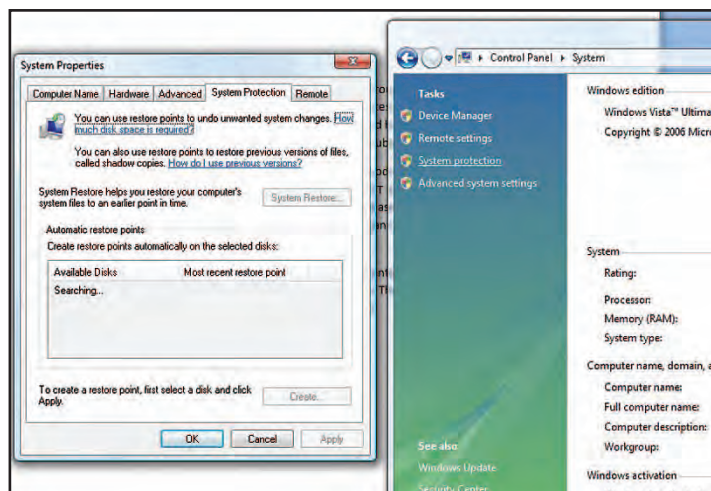 System Properties
Computer Name Hardware Advanced System Protection Remote
You can use restore points to undo unwanted system changes. How
much disk space is required?
You can also use restore points to restore previous versions of files,
called shadow copies. How do I use previous versions?
System Restore helps you restore your computer's
system files to an earlier point in time.
System Restore...
Automatic restore points
Create restore points automatically on the selected disks:
Available Disks Most recent restore point
Searching...
To create a restore point, first select a disk and click
Apply.
Create...
OK Cancel Apply
Control Panel System
Tasks
Device Manager
Remote settings
System protection
Advanced system settings
See also
Windows Update
Security Center
Windows edition
Windows Vista™ Ultima
Copyright © 2006 Micr
System
Rating:
Processor:
Memory (RAM):
System type:
Computer name, domain, a
Computer name:
Full computer name:
Computer description:
Workgroup:
Windows activation